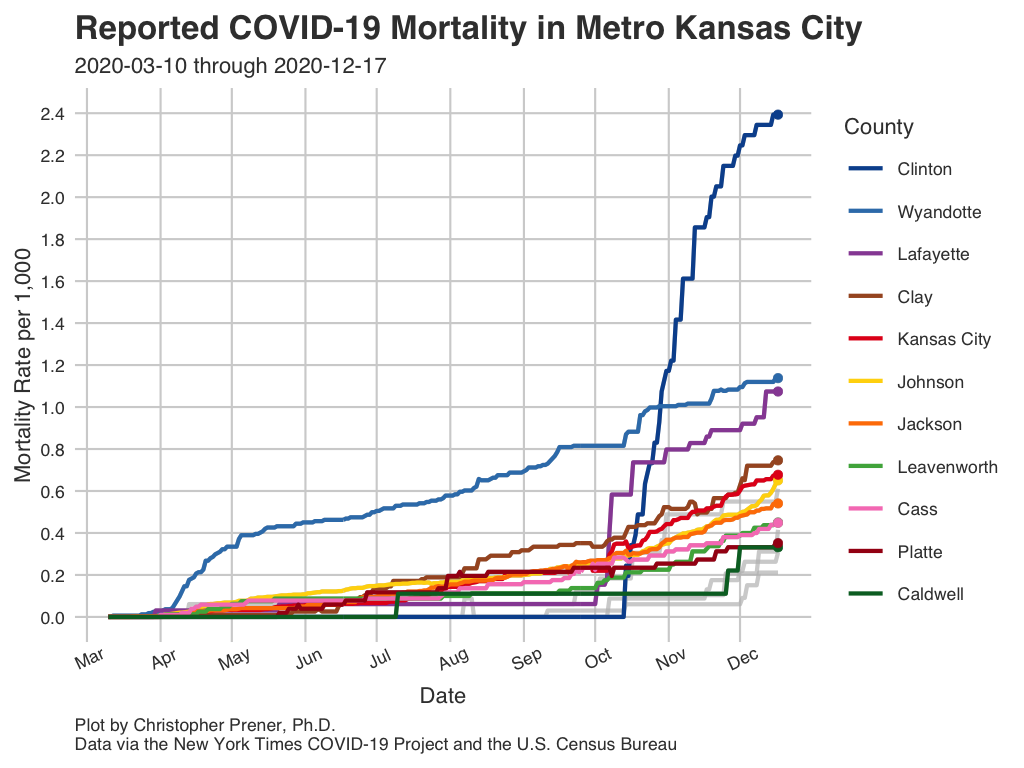 Reported COVID-19 Mortality in Metro Kansas City
2020-03-10 through 2020-12-17
Mortality Rate per 1,000
2.4
2.2
2.0
1.8
1.6
1.4
1.2
1.0
0.8
0.6
0.4
0.2
0.0
Mar Apr May Jun Jul Aug Sep Oct Nov Dec
Date
County
Clinton
Wyandotte
Lafayette
Clay
Kansas City
Johnson
Jackson
Leavenworth
Cass
Platte
Caldwell
Plot by Christopher Prener, Ph.D.
Data via the New York Times COVID-19 Project and the U.S. Census Bureau